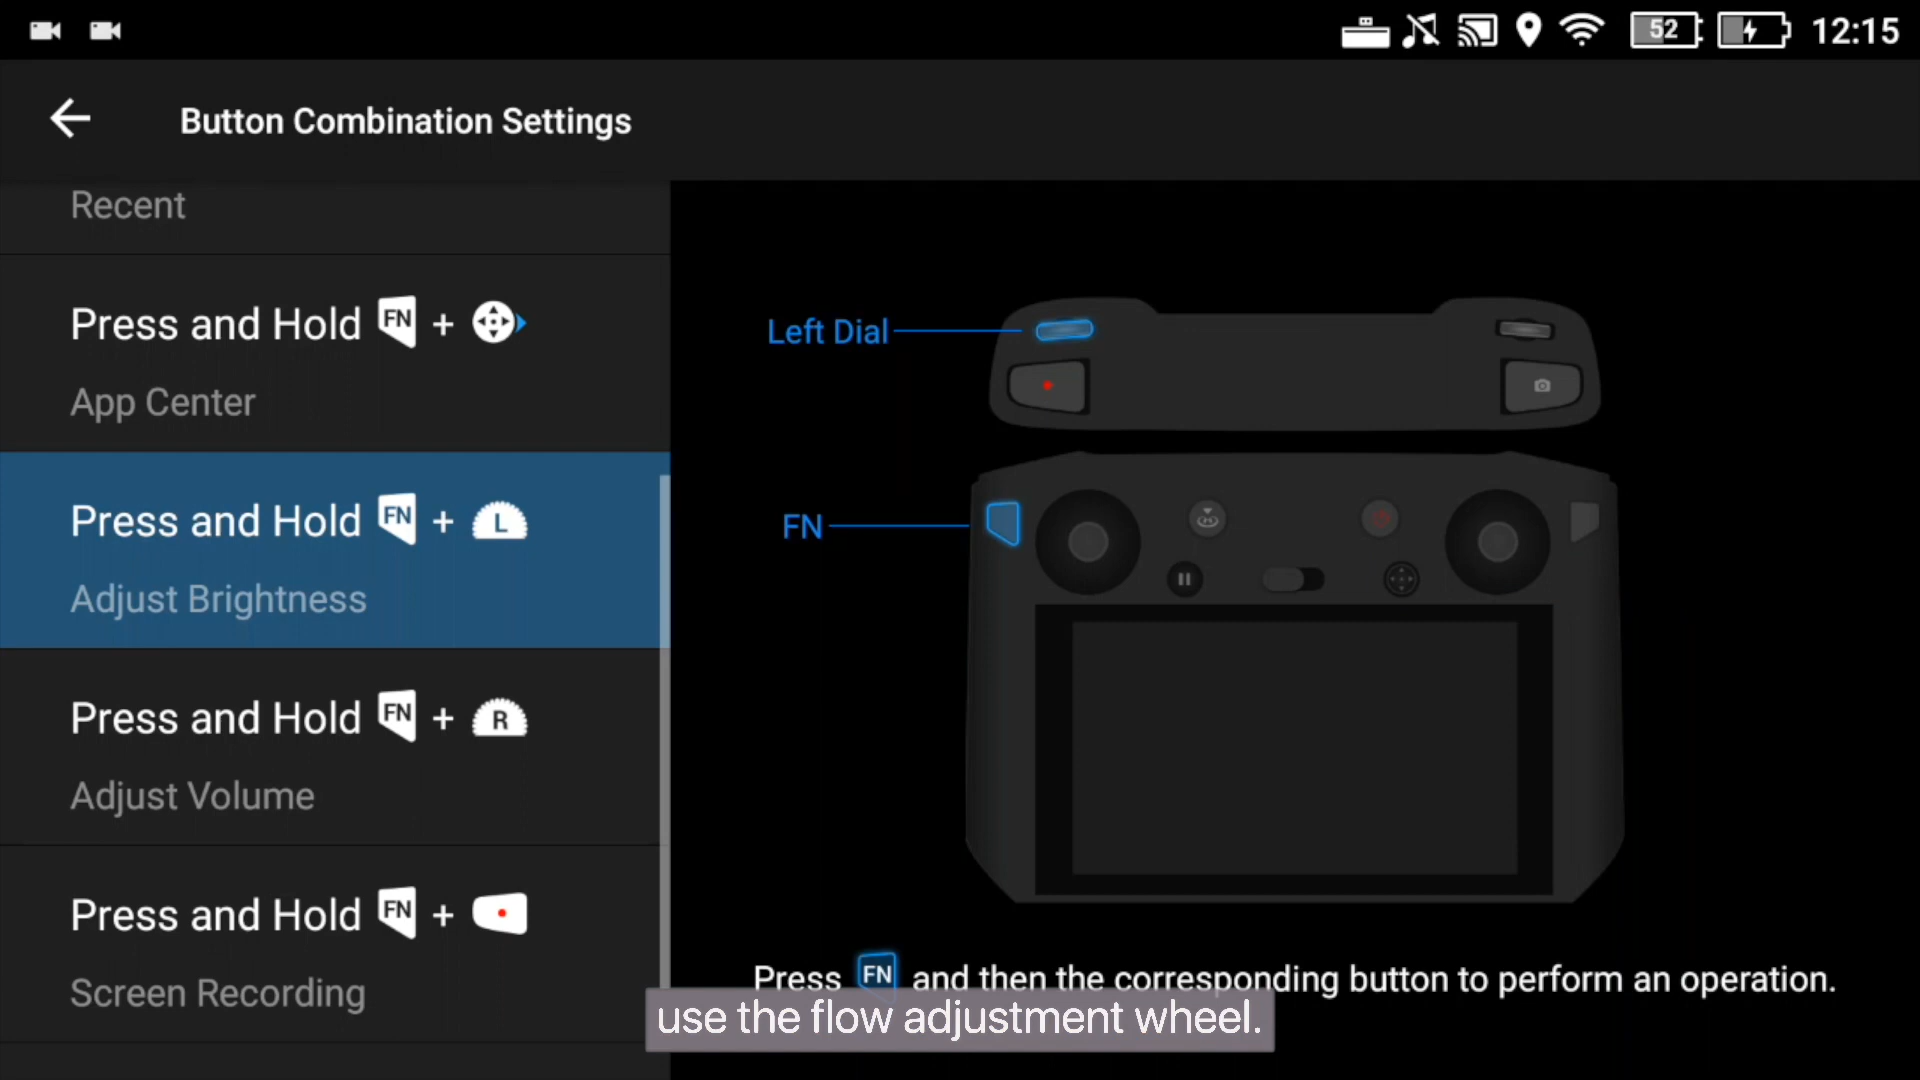 52 12:15
Button Combination Settings
Recent
Press and Hold FN +
App Center
Press and Hold FN + L
Adjust Brightness
Press and Hold FN + R
Adjust Volume
Press and Hold FN +
Screen Recording
Left Dial
FN
Press FN and then the corresponding button to perform an operation.
use the flow adjustment wheel.